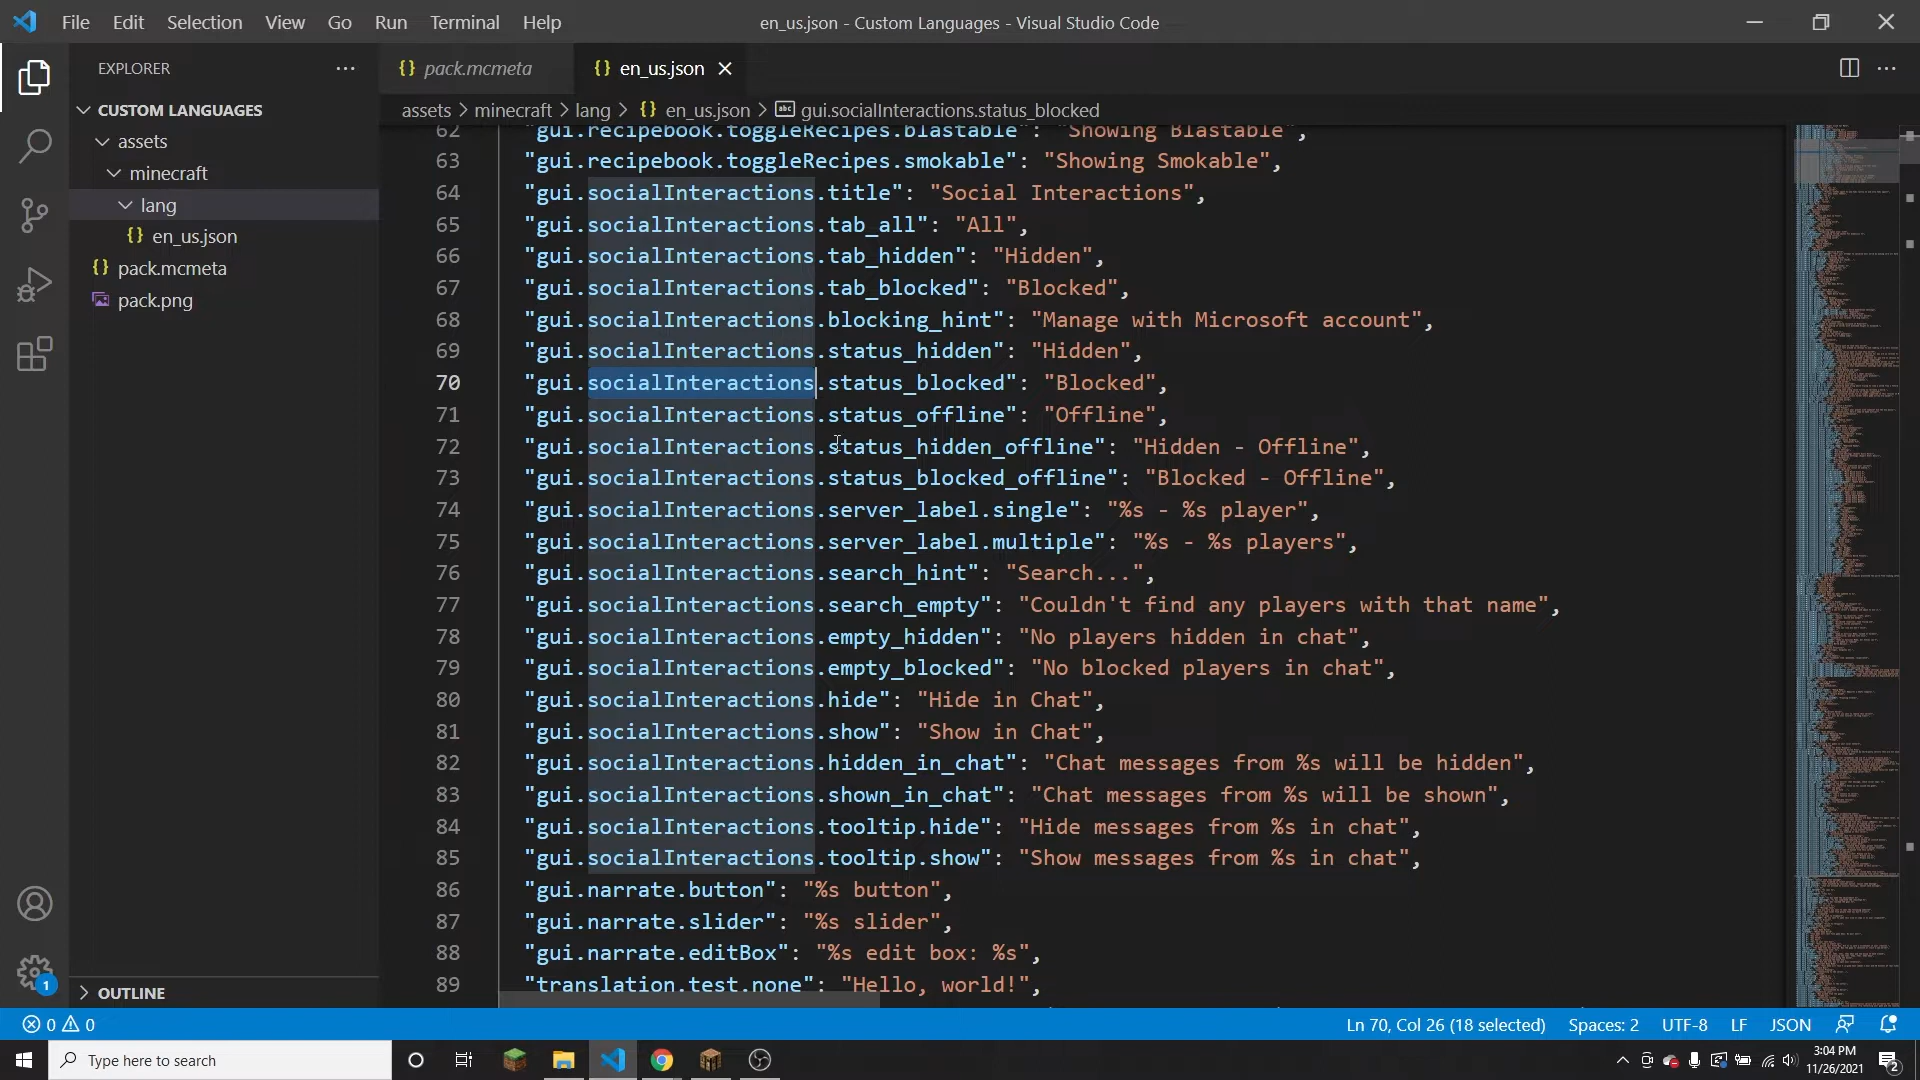 File Edit Selection View Go Run Terminal Help
en_us.json - Custom Languages - Visual Studio Code
EXPLORER
CUSTOM LANGUAGES
assets
minecraft
lang
en_us.json
pack.mcmeta
pack.png
OUTLINE
pack.mcmeta
en_us.json
assets > minecraft > lang > {} en_us.json > abc gui.socialInteractions.status_blocked
62 "gui.recipebook.toggleRecipes.blastable": "Showing Blastable",
63 "gui.recipebook.toggleRecipes.smokable": "Showing Smokable",
64 "gui.socialInteractions.title": "Social Interactions",
65 "gui.socialInteractions.tab_all": "All",
66 "gui.socialInteractions.tab_hidden": "Hidden",
67 "gui.socialInteractions.tab_blocked": "Blocked",
68 "gui.socialInteractions.blocking_hint": "Manage with Microsoft account",
69 "gui.socialInteractions.status_hidden": "Hidden",
70 "gui.socialInteractions.status_blocked": "Blocked",
71 "gui.socialInteractions.status_offline": "Offline",
72 "gui.socialInteractions.status_hidden_offline": "Hidden - Offline",
73 "gui.socialInteractions.status_blocked_offline": "Blocked - Offline",
74 "gui.socialInteractions.server_label.single": "%s - %s player",
75 "gui.socialInteractions.server_label.multiple": "%s - %s players",
76 "gui.socialInteractions.search_hint": "Search...",
77 "gui.socialInteractions.search_empty": "Couldn't find any players with that name",
78 "gui.socialInteractions.empty_hidden": "No players hidden in chat",
79 "gui.socialInteractions.empty_blocked": "No blocked players in chat",
80 "gui.socialInteractions.hide": "Hide in Chat",
81 "gui.socialInteractions.show": "Show in Chat",
82 "gui.socialInteractions.hidden_in_chat": "Chat messages from %s will be hidden",
83 "gui.socialInteractions.shown_in_chat": "Chat messages from %s will be shown",
84 "gui.socialInteractions.tooltip.hide": "Hide messages from %s in chat",
85 "gui.socialInteractions.tooltip.show": "Show messages from %s in chat",
86 "gui.narrate.button": "%s button",
87 "gui.narrate.slider": "%s slider",
88 "gui.narrate.editBox": "%s edit box: %s",
89 "translation.test.none": "Hello, world!",
0 0
Ln 70, Col 26 (18 selected) Spaces: 2 UTF-8 LF JSON
1
Type here to search
3:04 PM
11/26/2021
2